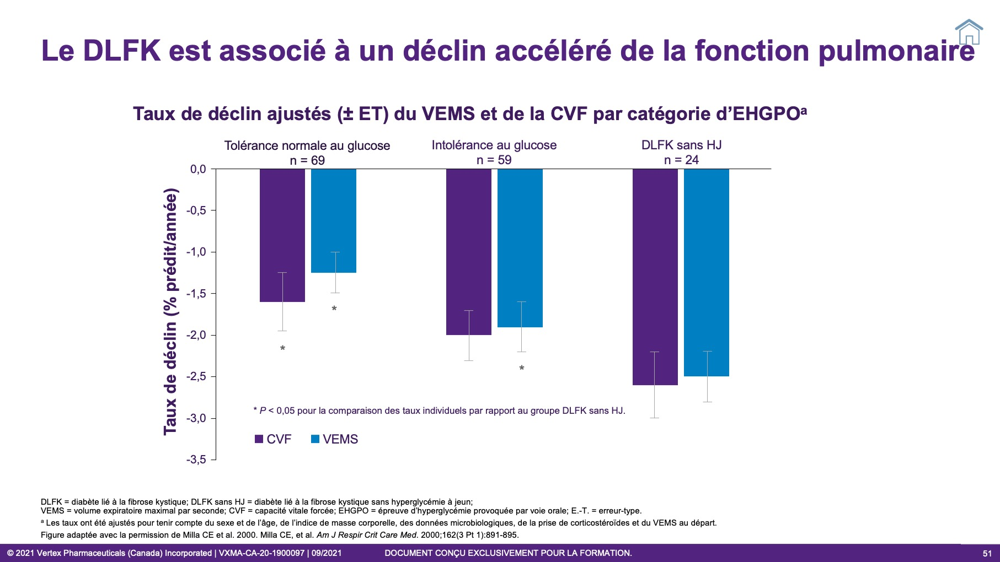 Le DLFK est associé à un déclin accéléré de la fonction pulmonaire
Taux de déclin ajustés (± ET) du VEMS et de la CVF par catégorie d’EHGPOᵃ
Tolérance normale au glucose
n = 69
Intolérance au glucose
n = 59
DLFK sans HJ
n = 24
Taux de déclin (% prédit/année)
0,0
-0,5
-1,0
-1,5
-2,0
-2,5
-3,0
-3,5
*
*
*
* P < 0,05 pour la comparaison des taux individuels par rapport au groupe DLFK sans HJ.
CVF VEMS
DLFK = diabète lié à la fibrose kystique; DLFK sans HJ = diabète lié à la fibrose kystique sans hyperglycémie à jeun;
VEMS = volume expiratoire maximal par seconde; CVF = capacité vitale forcée; EHGPO = épreuve d’hyperglycémie provoquée par voie orale; E.-T. = erreur-type.
ᵃ Les taux ont été ajustés pour tenir compte du sexe et de l’âge, de l’indice de masse corporelle, des données microbiologiques, de la prise de corticostéroïdes et du VEMS au départ.
Figure adaptée avec la permission de Milla CE et al. 2000. Milla CE, et al. Am J Respir Crit Care Med. 2000;162(3 Pt 1):891-895.
© 2021 Vertex Pharmaceuticals (Canada) Incorporated | VXMA-CA-20-1900097 | 09/2021 DOCUMENT CONÇU EXCLUSIVEMENT POUR LA FORMATION. 51